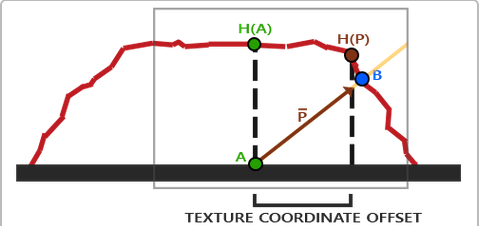 H(A)
H(P)
B
P̅
A
TEXTURE COORDINATE OFFSET